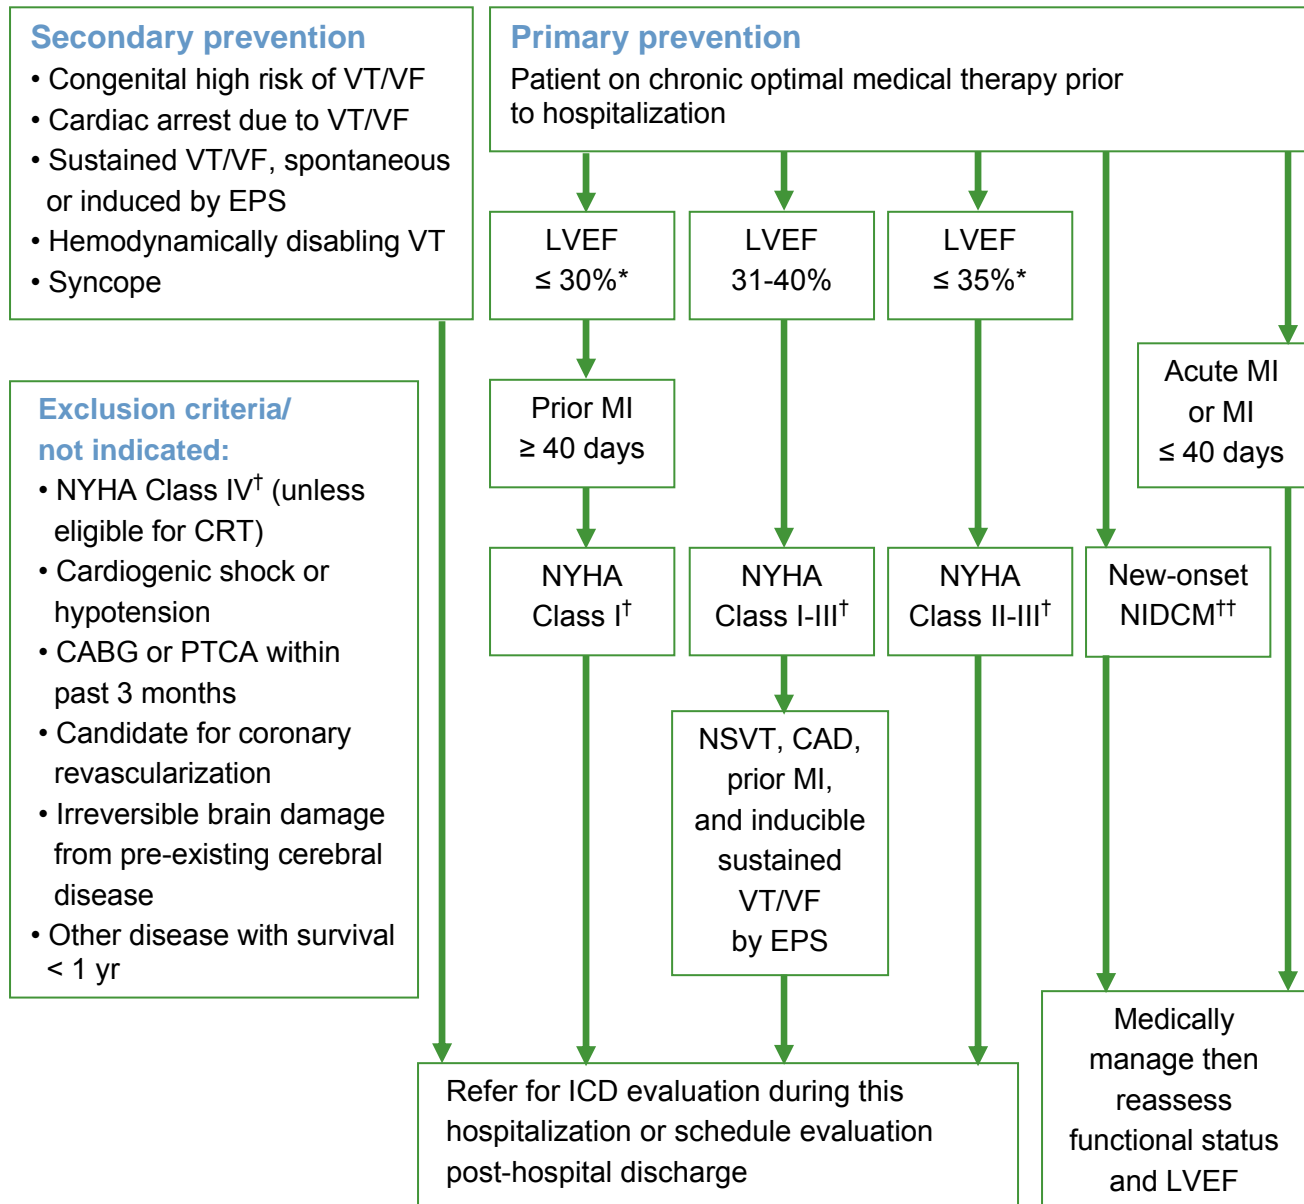 Secondary prevention
• Congenital high risk of VT/VF
• Cardiac arrest due to VT/VF
• Sustained VT/VF, spontaneous
or induced by EPS
• Hemodynamically disabling VT
• Syncope
Primary prevention
Patient on chronic optimal medical therapy prior
to hospitalization
LVEF
≤ 30%*
LVEF
31-40%
LVEF
≤ 35%*
Prior MI
≥ 40 days
Acute MI
or MI
≤ 40 days
Exclusion criteria/
not indicated:
• NYHA Class IV† (unless
eligible for CRT)
• Cardiogenic shock or
hypotension
• CABG or PTCA within
past 3 months
• Candidate for coronary
revascularization
• Irreversible brain damage
from pre-existing cerebral
disease
• Other disease with survival
< 1 yr
NYHA
Class I†
NYHA
Class I-III†
NYHA
Class II-III†
New-onset
NIDCM††
NSVT, CAD,
prior MI,
and inducible
sustained
VT/VF
by EPS
Refer for ICD evaluation during this
hospitalization or schedule evaluation
post-hospital discharge
Medically
manage then
reassess
functional status
and LVEF